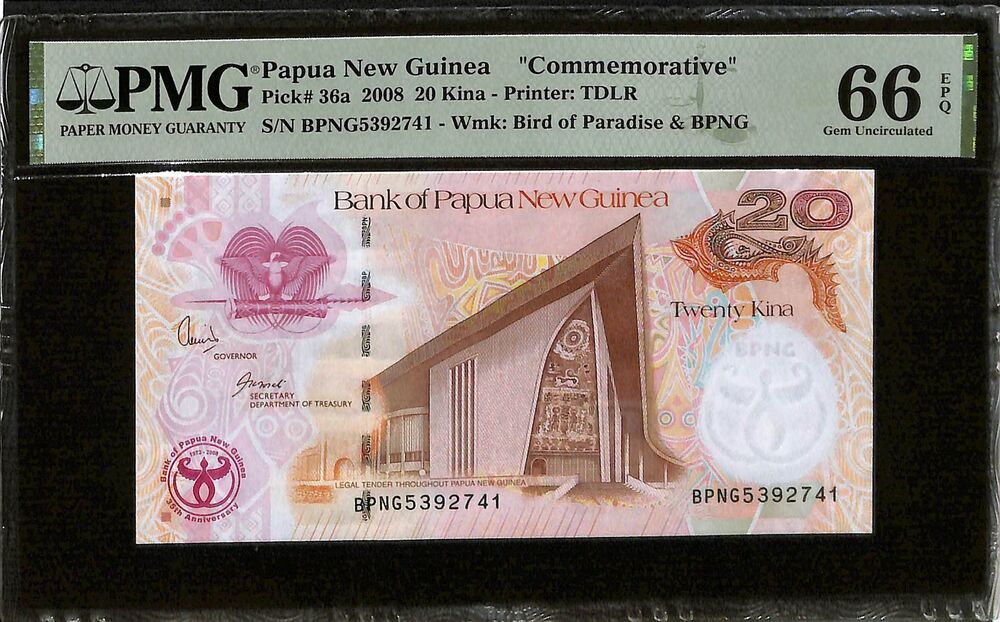 PMG®
PAPER MONEY GUARANTY
Papua New Guinea "Commemorative"
Pick# 36a 2008 20 Kina - Printer: TDLR
S/N BPNG5392741 - Wmk: Bird of Paradise & BPNG
66
EPQ
Gem Uncirculated
Bank of Papua New Guinea
20
Twenty Kina
BPNG
GOVERNOR
SECRETARY
DEPARTMENT OF TREASURY
Bank of Papua New Guinea
1973 - 2008
35th Anniversary
LEGAL TENDER THROUGHOUT PAPUA NEW GUINEA
BPNG5392741
BPNG5392741